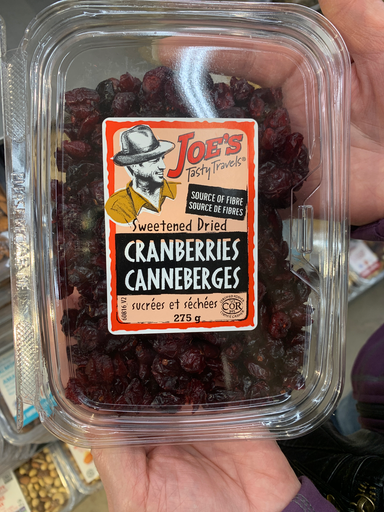 JOE'S
Tasty Travels®
SOURCE OF FIBRE
SOURCE DE FIBRES
Sweetened Dried
CRANBERRIES
CANNEBERGES
sucrées et séchées
275 g
COR